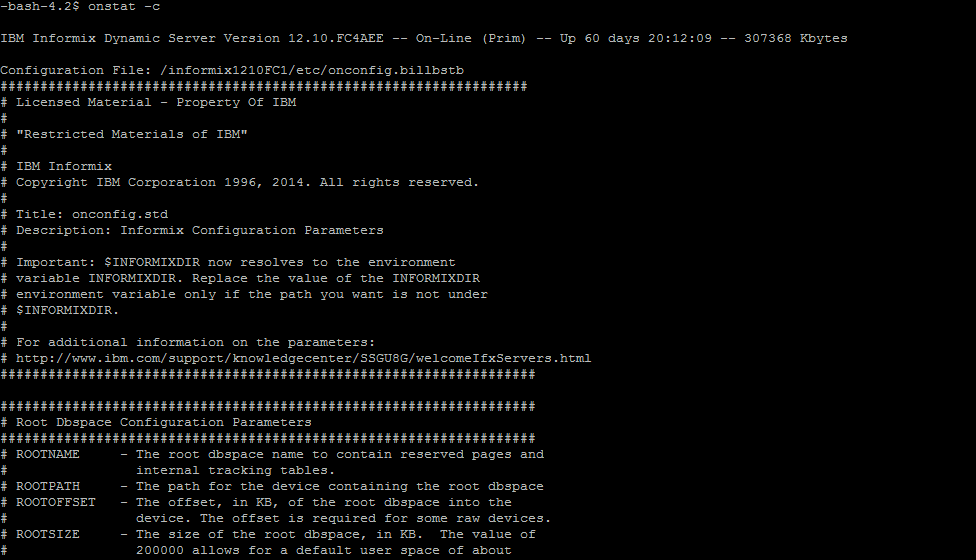 -bash-4.2$ onstat -c
IBM Informix Dynamic Server Version 12.10.FC4AEE -- On-Line (Prim) -- Up 60 days 20:12:09 -- 307368 Kbytes
Configuration File: /informix1210FC1/etc/onconfig.billbstb
##################################################################
# Licensed Material - Property Of IBM
#
# "Restricted Materials of IBM"
#
# IBM Informix
# Copyright IBM Corporation 1996, 2014. All rights reserved.
#
# Title: onconfig.std
# Description: Informix Configuration Parameters
#
# Important: $INFORMIXDIR now resolves to the environment
# variable INFORMIXDIR. Replace the value of the INFORMIXDIR
# environment variable only if the path you want is not under
# $INFORMIXDIR.
#
# For additional information on the parameters:
# http://www.ibm.com/support/knowledgecenter/SSGU8G/welcomeIfxServers.html
###################################################################
###################################################################
# Root Dbspace Configuration Parameters
###################################################################
# ROOTNAME     - The root dbspace name to contain reserved pages and
#                internal tracking tables.
# ROOTPATH     - The path for the device containing the root dbspace
# ROOTOFFSET   - The offset, in KB, of the root dbspace into the
#                device. The offset is required for some raw devices.
# ROOTSIZE     - The size of the root dbspace, in KB.  The value of
#                200000 allows for a default user space of about